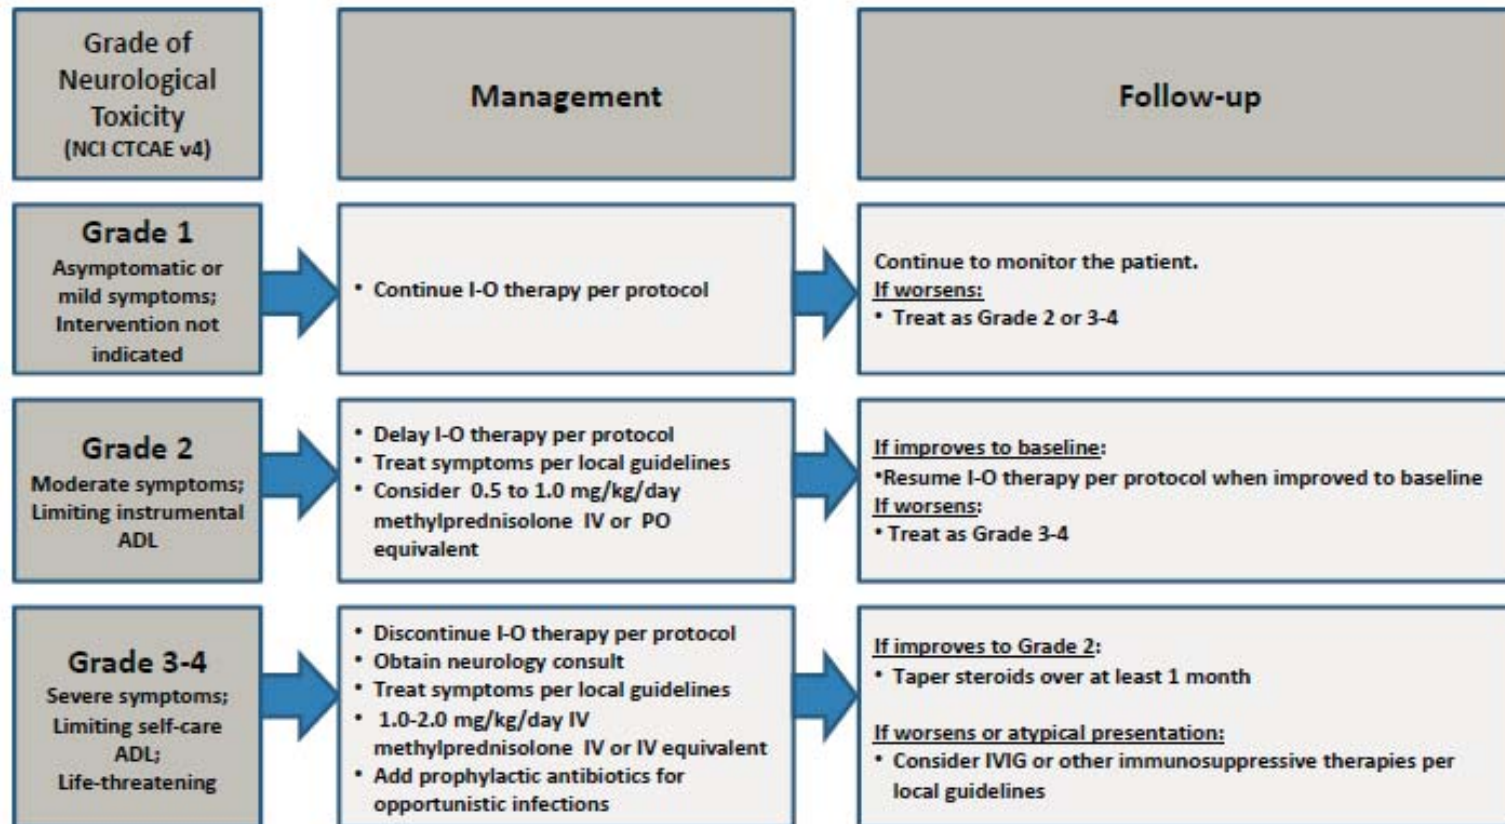 Grade of
Neurological
Toxicity
(NCI CTCAE v4)
Management
Follow-up
Grade 1
Asymptomatic or
mild symptoms;
Intervention not
indicated
• Continue I-O therapy per protocol
Continue to monitor the patient.
If worsens:
• Treat as Grade 2 or 3-4
Grade 2
Moderate symptoms;
Limiting instrumental
ADL
• Delay I-O therapy per protocol
• Treat symptoms per local guidelines
• Consider 0.5 to 1.0 mg/kg/day
methylprednisolone IV or PO
equivalent
If improves to baseline:
•Resume I-O therapy per protocol when improved to baseline
If worsens:
• Treat as Grade 3-4
Grade 3-4
Severe symptoms;
Limiting self-care
ADL;
Life-threatening
• Discontinue I-O therapy per protocol
• Obtain neurology consult
• Treat symptoms per local guidelines
• 1.0-2.0 mg/kg/day IV
methylprednisolone IV or IV equivalent
• Add prophylactic antibiotics for
opportunistic infections
If improves to Grade 2:
• Taper steroids over at least 1 month
If worsens or atypical presentation:
• Consider IVIG or other immunosuppressive therapies per
local guidelines